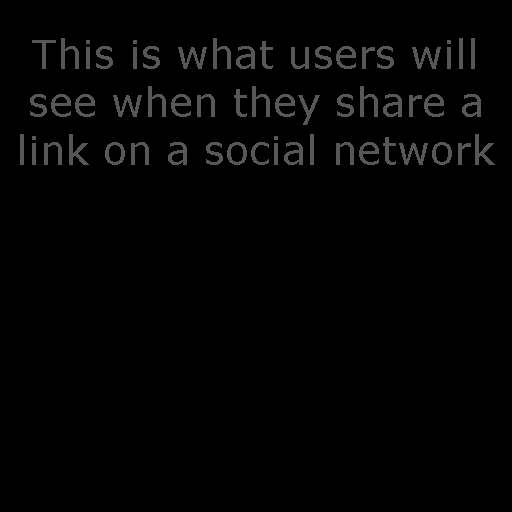 This is what users will
see when they share a
link on a social network